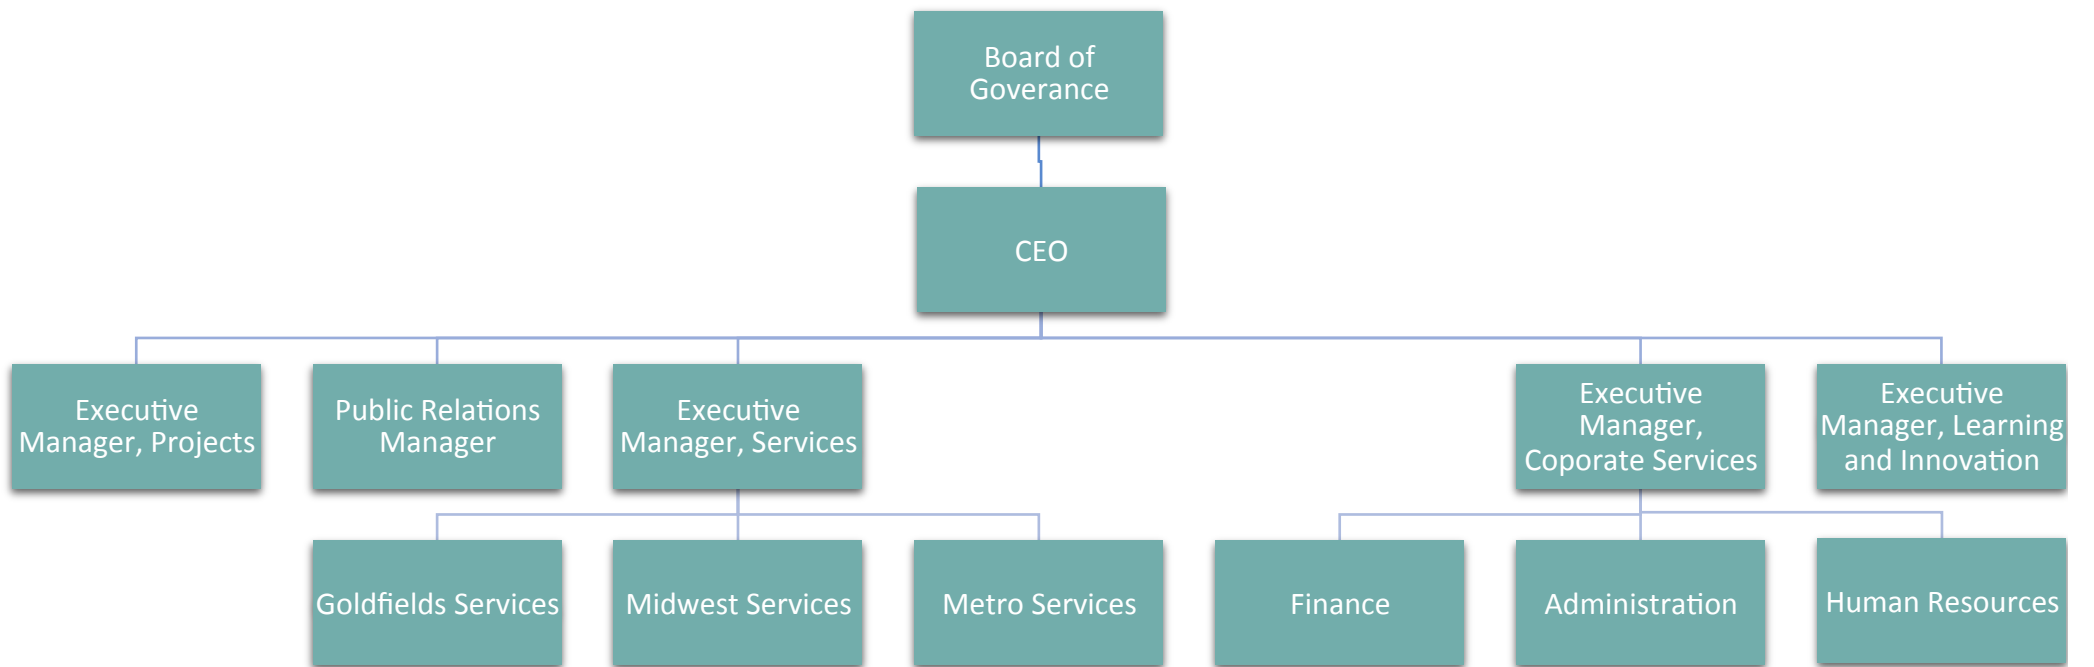 Board of
Goverance
CEO
Executive
Manager, Projects
Public Relations
Manager
Executive
Manager, Services
Executive
Manager,
Coporate Services
Executive
Manager, Learning
and Innovation
Goldfields Services
Midwest Services
Metro Services
Finance
Administration
Human Resources